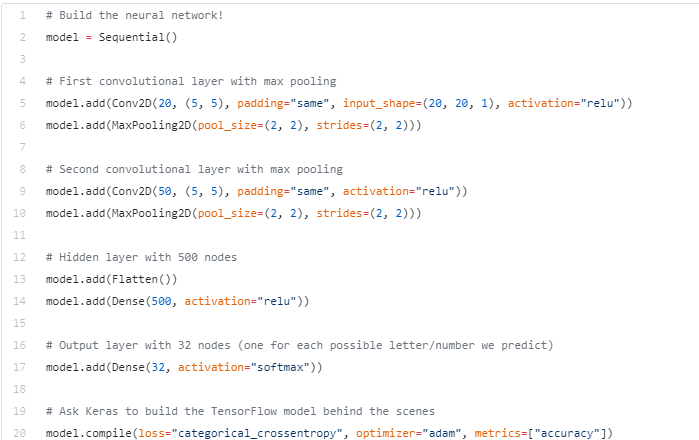 1 # Build the neural network!
2 model = Sequential()
3
4 # First convolutional layer with max pooling
5 model.add(Conv2D(20, (5, 5), padding="same", input_shape=(20, 20, 1), activation="relu"))
6 model.add(MaxPooling2D(pool_size=(2, 2), strides=(2, 2)))
7
8 # Second convolutional layer with max pooling
9 model.add(Conv2D(50, (5, 5), padding="same", activation="relu"))
10 model.add(MaxPooling2D(pool_size=(2, 2), strides=(2, 2)))
11
12 # Hidden layer with 500 nodes
13 model.add(Flatten())
14 model.add(Dense(500, activation="relu"))
15
16 # Output layer with 32 nodes (one for each possible letter/number we predict)
17 model.add(Dense(32, activation="softmax"))
18
19 # Ask Keras to build the TensorFlow model behind the scenes
20 model.compile(loss="categorical_crossentropy", optimizer="adam", metrics=["accuracy"])